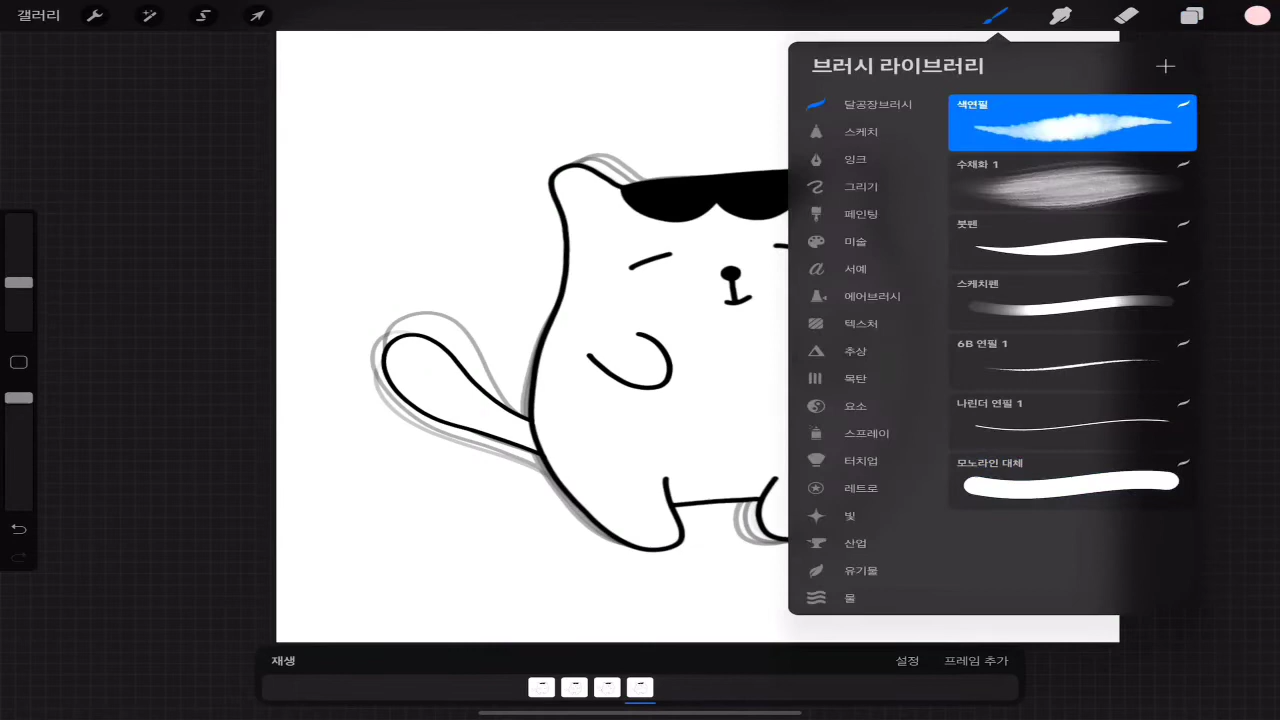 갤러리
브러시 라이브러리
달공장브러시
스케치
잉크
그리기
페인팅
미술
서예
에어브러시
텍스처
추상
목탄
요소
스프레이
터치업
레트로
빛
산업
유기물
물
색연필
수채화 1
붓펜
스케치펜
6B 연필 1
나린더 연필 1
모노라인 대체
재생
설정
프레임 추가